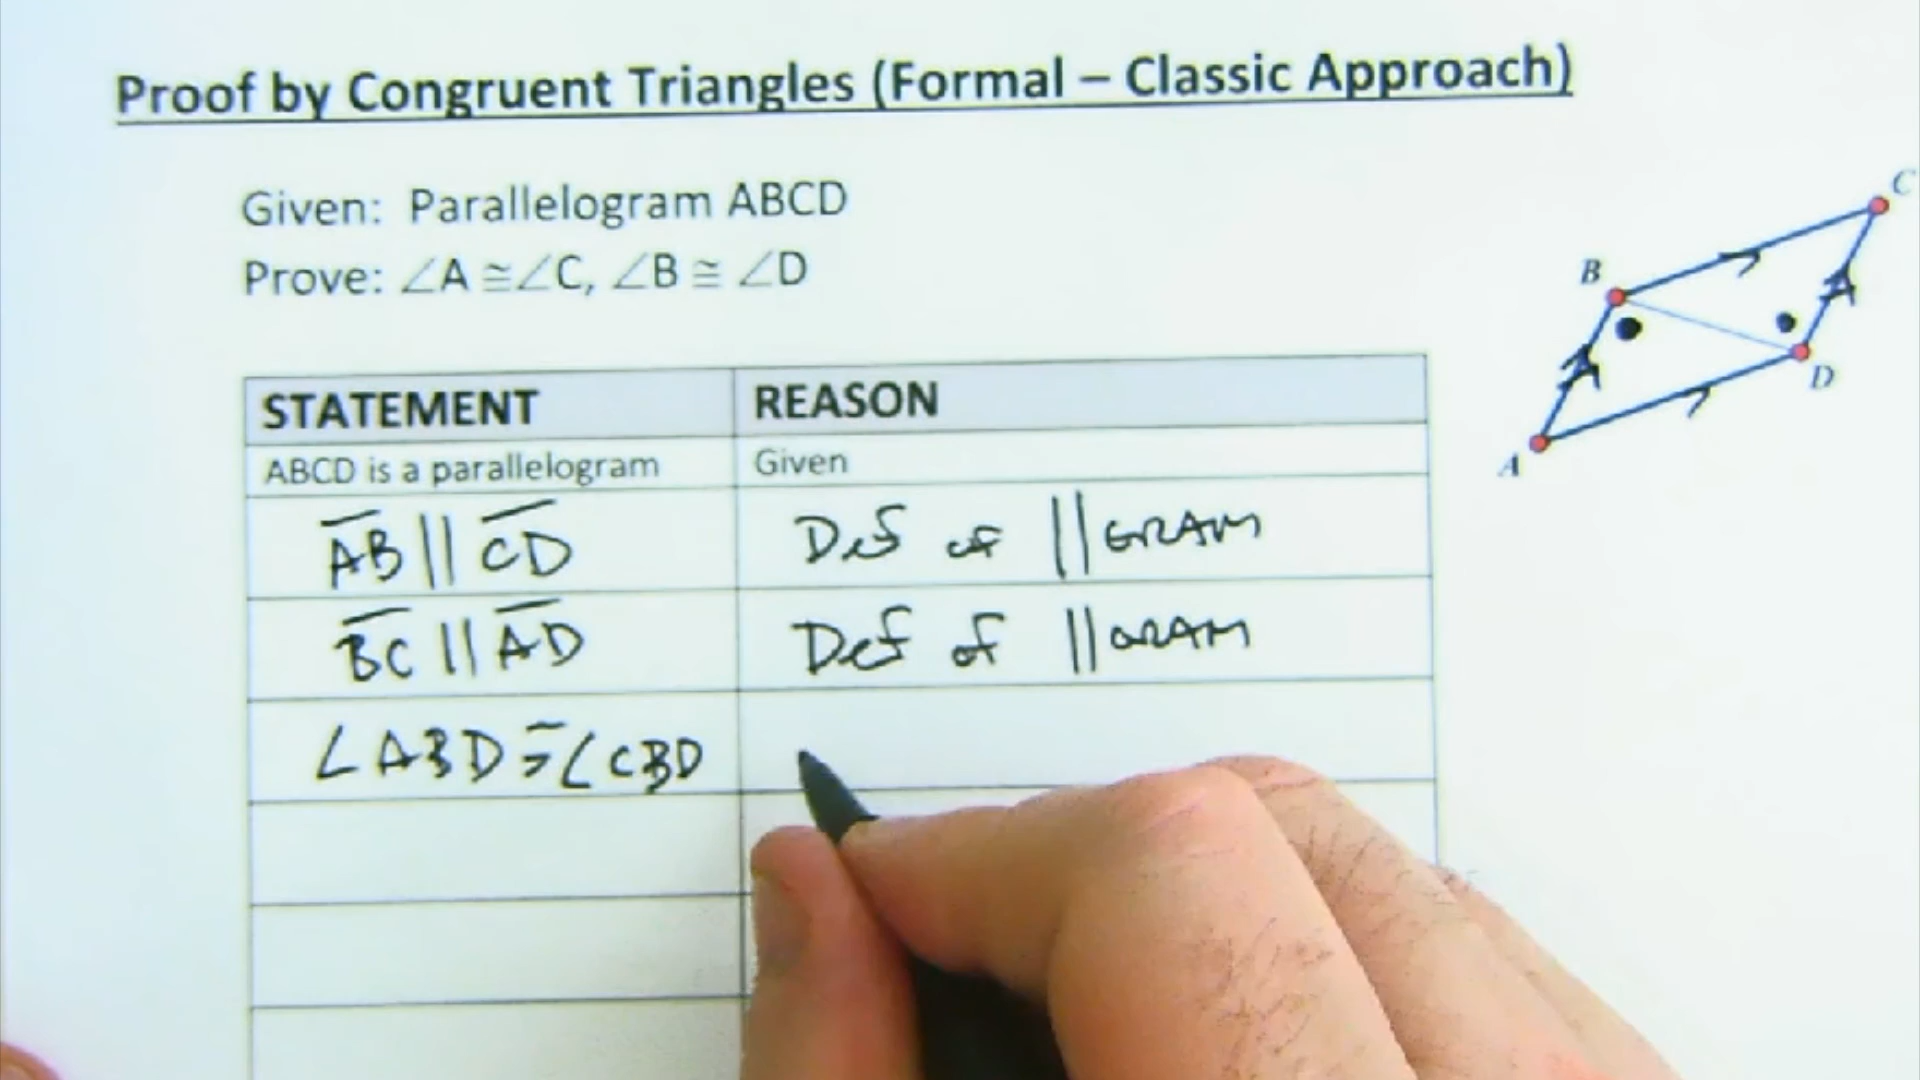 Proof by Congruent Triangles (Formal – Classic Approach)
Given: Parallelogram ABCD
Prove: ∠A ≅∠C, ∠B ≅ ∠D
C
B
D
A
STATEMENT REASON
ABCD is a parallelogram Given
AB || CD Def of || GRAM
BC || AD Def of || GRAM
∠ABD ≅ ∠CBD